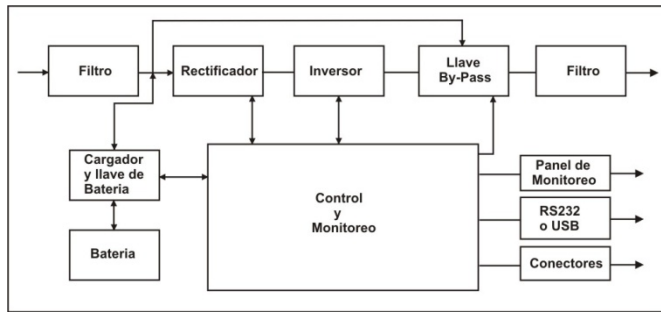 Filtro
Rectificador
Inversor
Llave
By-Pass
Filtro
Cargador
y llave de
Bateria
Bateria
Control
y
Monitoreo
Panel de
Monitoreo
RS232
o USB
Conectores